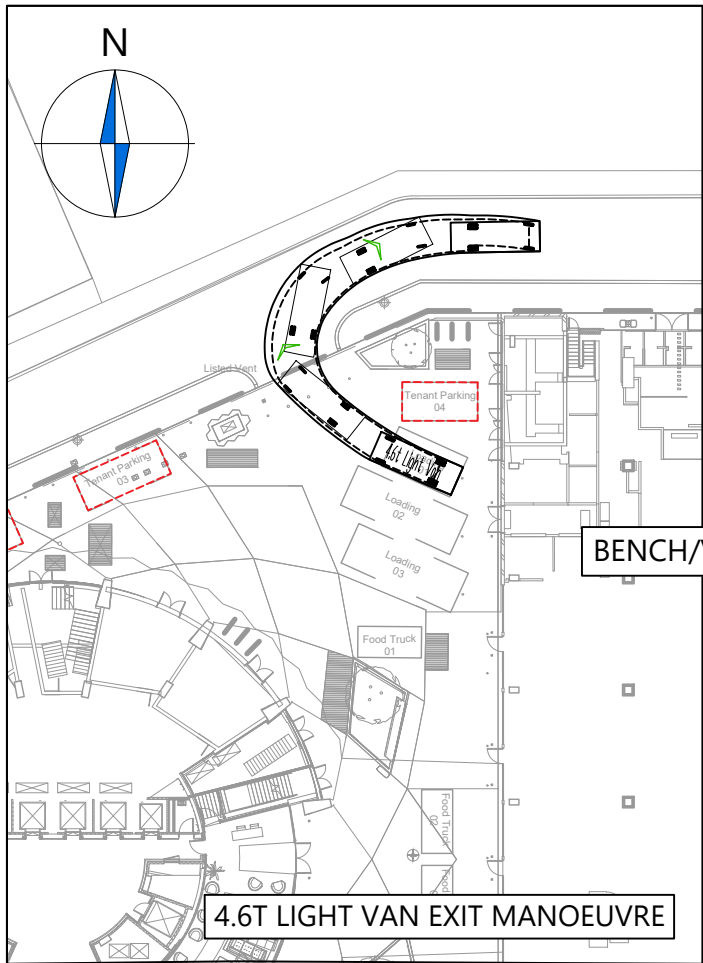 N
Listed Vent
Tenant Parking
04
Tenant Parking
03
4.6t Light Van
Loading
02
Loading
03
BENCH/
Food Truck
01
Food Truck
02
Food
4.6T LIGHT VAN EXIT MANOEUVRE